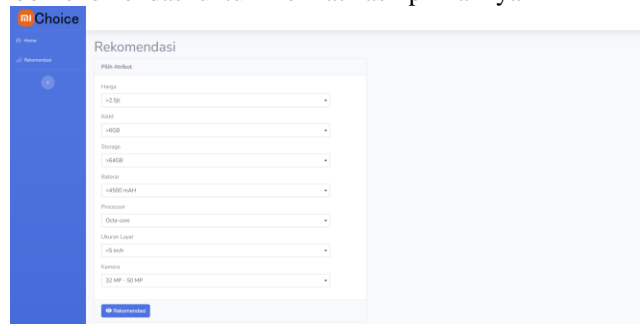 mi Choice
Home
Rekomendasi
Rekomendasi
Pilih Atribut
Harga
>2.5jt
RAM
>6GB
Storage
>64GB
Baterai
<4500 mAH
Processor
Octa-core
Ukuran Layar
>5 inch
Kamera
32 MP - 50 MP
Rekomendasi